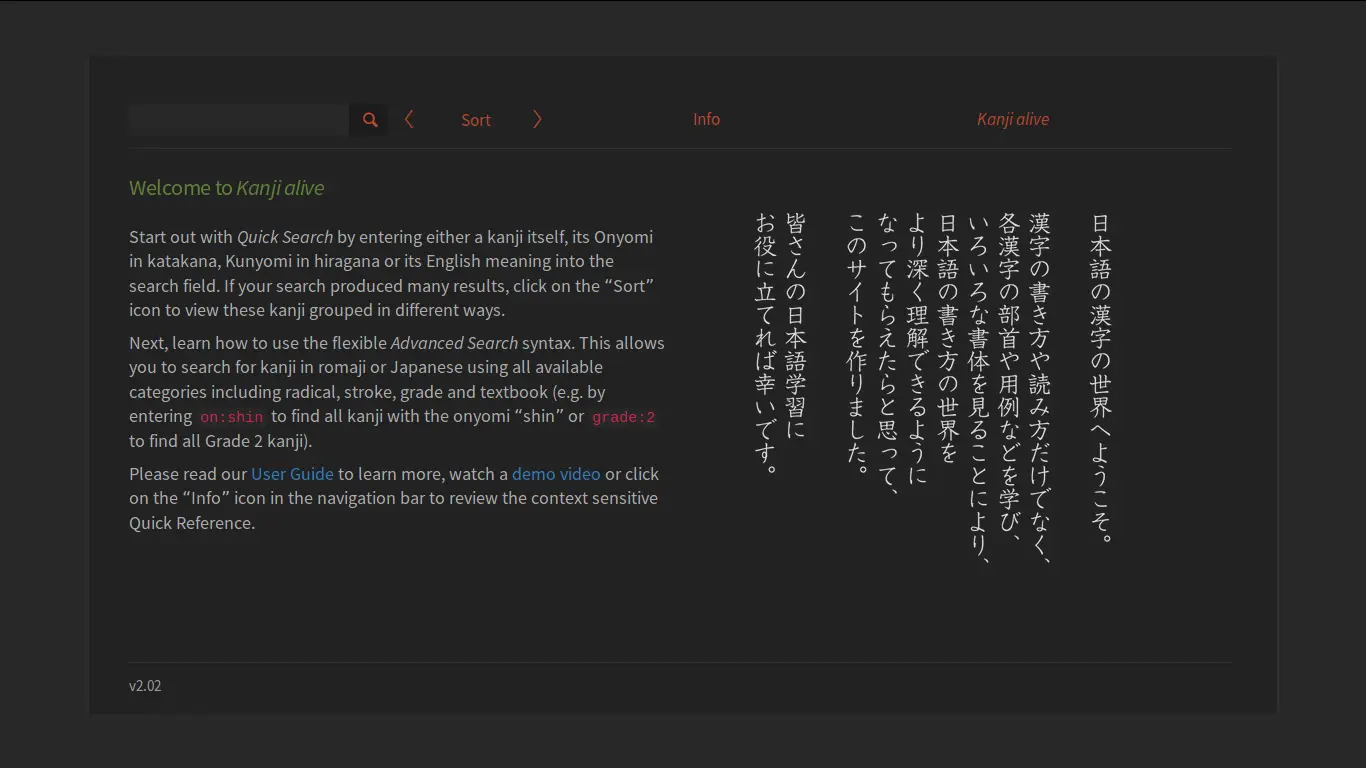 Sort
Info
Kanji alive
Welcome to Kanji alive
Start out with Quick Search by entering either a kanji itself, its Onyomi
in katakana, Kunyomi in hiragana or its English meaning into the
search field. If your search produced many results, click on the “Sort”
icon to view these kanji grouped in different ways.
Next, learn how to use the flexible Advanced Search syntax. This allows
you to search for kanji in romaji or Japanese using all available
categories including radical, stroke, grade and textbook (e.g. by
entering on:shin to find all kanji with the onyomi “shin” or grade:2
to find all Grade 2 kanji).
Please read our User Guide to learn more, watch a demo video or click
on the “Info” icon in the navigation bar to review the context sensitive
Quick Reference.
日本語の漢字の世界へようこそ。
漢字の書き方や読み方だけでなく、
各漢字の部首や用例などを学び、
いろいろな書体を見ることにより、
日本語の書き方の世界を
より深く理解できるように
なってもらえたらと思って、
このサイトを作りました。
皆さんの日本語学習に
お役に立てれば幸いです。
v2.02